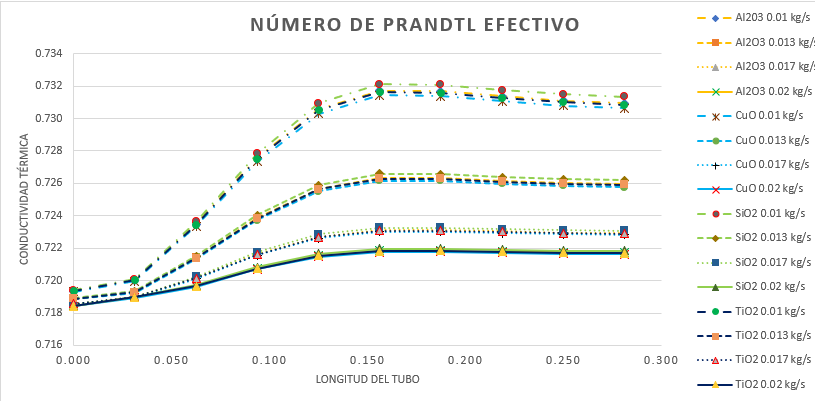 NÚMERO DE PRANDTL EFECTIVO
CONDUCTIVIDAD TÉRMICA
0.734
0.732
0.730
0.728
0.726
0.724
0.722
0.720
0.718
0.716
0.000 0.050 0.100 0.150 0.200 0.250 0.300
LONGITUD DEL TUBO
Al2O3 0.01 kg/s
Al2O3 0.013 kg/s
Al2O3 0.017 kg/s
Al2O3 0.02 kg/s
CuO 0.01 kg/s
CuO 0.013 kg/s
CuO 0.017 kg/s
CuO 0.02 kg/s
SiO2 0.01 kg/s
SiO2 0.013 kg/s
SiO2 0.017 kg/s
SiO2 0.02 kg/s
TiO2 0.01 kg/s
TiO2 0.013 kg/s
TiO2 0.017 kg/s
TiO2 0.02 kg/s